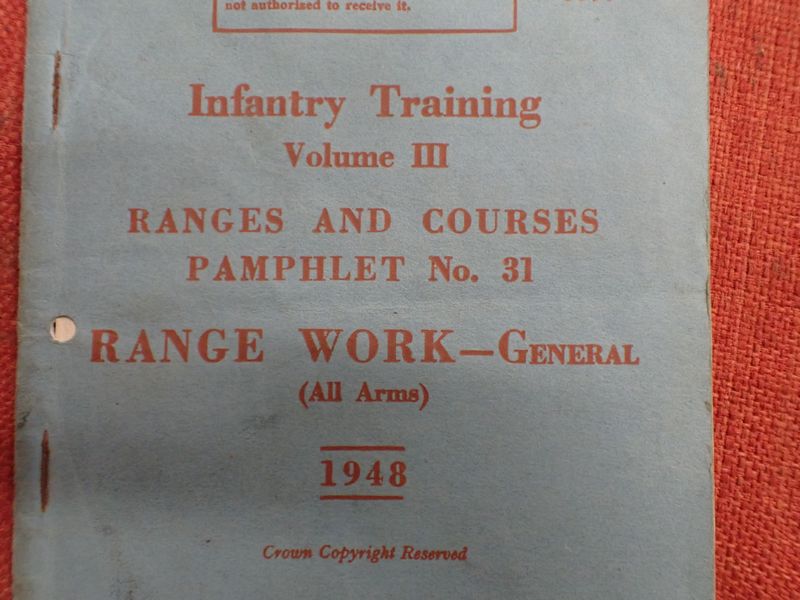 not authorised to receive it.
Infantry Training
Volume III
RANGES AND COURSES
PAMPHLET No. 31
RANGE WORK—GENERAL
(All Arms)
1948
Crown Copyright Reserved